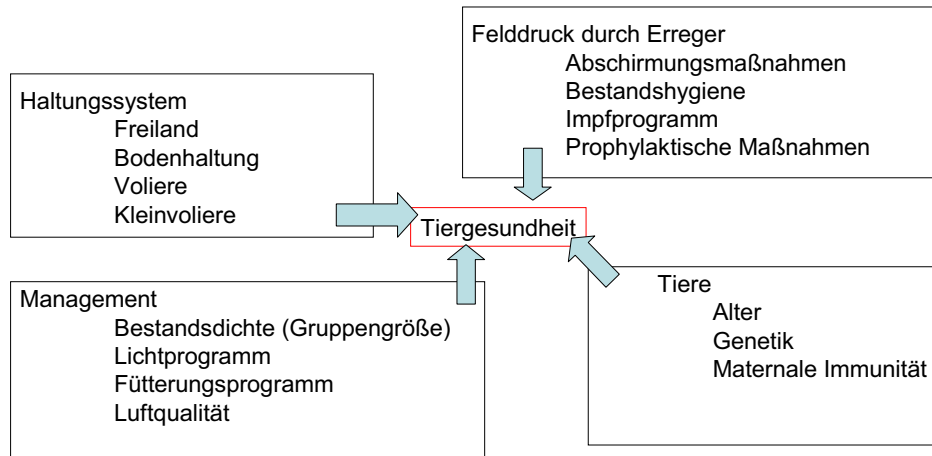 Haltungssystem
Freiland
Bodenhaltung
Voliere
Kleinvoliere
Felddruck durch Erreger
Abschirmungsmaßnahmen
Bestandshygiene
Impfprogramm
Prophylaktische Maßnahmen
Tiergesundheit
Management
Bestandsdichte (Gruppengröße)
Lichtprogramm
Fütterungsprogramm
Luftqualität
Tiere
Alter
Genetik
Maternale Immunität